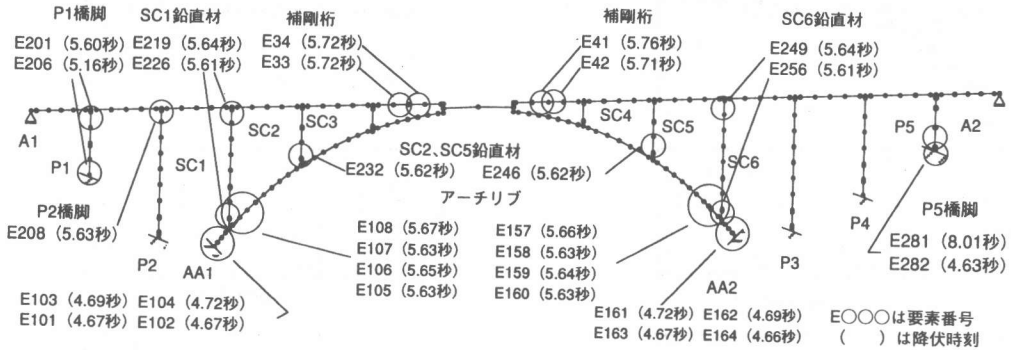 P1橋脚
E201 (5.60秒)
E206 (5.16秒)
SC1鉛直材
E219 (5.64秒)
E226 (5.61秒)
補剛桁
E34 (5.72秒)
E33 (5.72秒)
補剛桁
E41 (5.76秒)
E42 (5.71秒)
SC6鉛直材
E249 (5.64秒)
E256 (5.61秒)
A1
P1
SC1
SC2
SC3
SC4
SC5
SC6
P5
A2
E232 (5.62秒)
SC2、SC5鉛直材
E246 (5.62秒)
アーチリブ
P2橋脚
E208 (5.63秒)
P2
AA1
E108 (5.67秒)
E107 (5.63秒)
E106 (5.65秒)
E105 (5.63秒)
E157 (5.66秒)
E158 (5.63秒)
E159 (5.64秒)
E160 (5.63秒)
AA2
P3
P4
P5橋脚
E281 (8.01秒)
E282 (4.63秒)
E103 (4.69秒) E104 (4.72秒)
E101 (4.67秒) E102 (4.67秒)
E161 (4.72秒) E162 (4.69秒)
E163 (4.67秒) E164 (4.66秒)
E○○○は要素番号
( )は降伏時刻